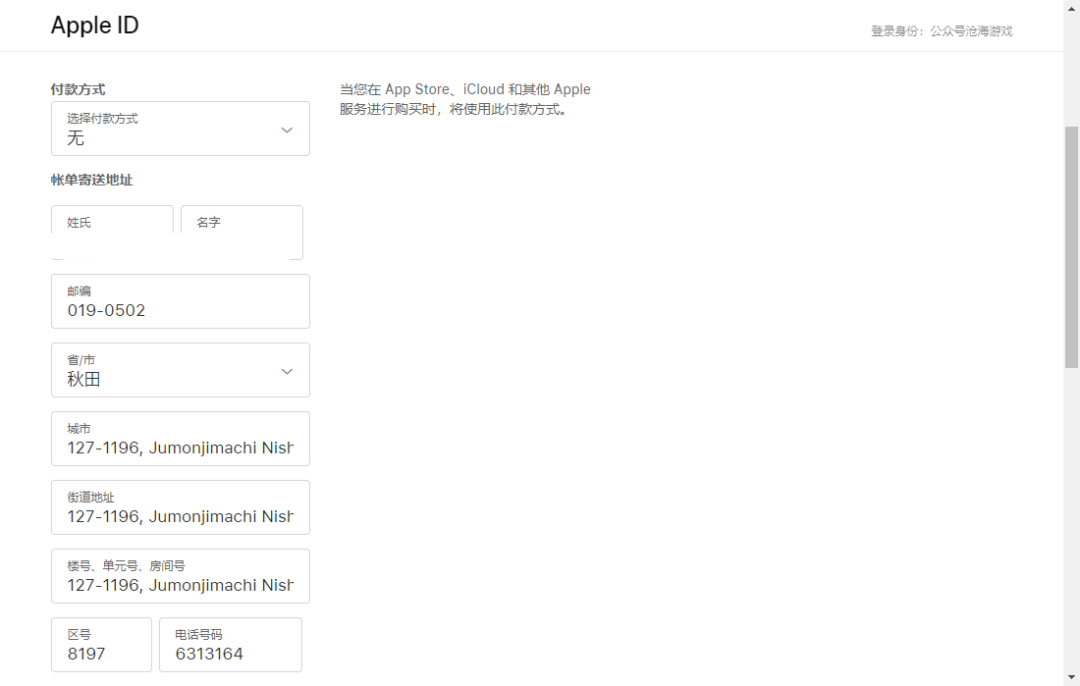 Apple ID
登录身份：公众号沧海游戏
付款方式
选择付款方式
无
当您在 App Store、iCloud 和其他 Apple
服务进行购买时，将使用此付款方式。
帐单寄送地址
姓氏
名字
邮编
019-0502
省/市
秋田
城市
127-1196, Jumonjimachi Nish
街道地址
127-1196, Jumonjimachi Nish
楼号、单元号、房间号
127-1196, Jumonjimachi Nish
区号
8197
电话号码
6313164